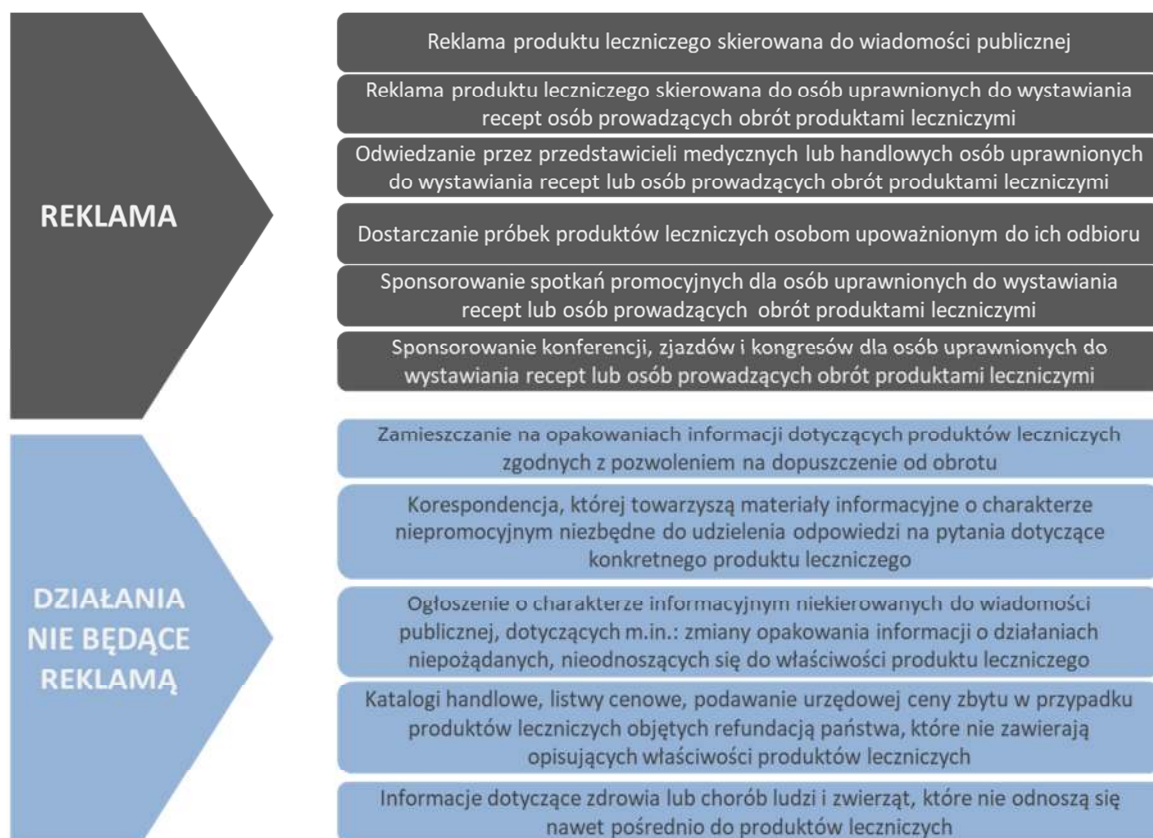 REKLAMA
Reklama produktu leczniczego skierowana do wiadomości publicznej
Reklama produktu leczniczego skierowana do osób uprawnionych do wystawiania
recept osób prowadzących obrót produktami leczniczymi
Odwiedzanie przez przedstawicieli medycznych lub handlowych osób uprawnionych
do wystawiania recept lub osób prowadzących obrót produktami leczniczymi
Dostarczanie próbek produktów leczniczych osobom upoważnionym do ich odbioru
Sponsorowanie spotkań promocyjnych dla osób uprawnionych do wystawiania
recept lub osób prowadzących obrót produktami leczniczymi
Sponsorowanie konferencji, zjazdów i kongresów dla osób uprawnionych do
wystawiania recept lub osób prowadzących obrót produktami leczniczymi
DZIAŁANIA
NIE BĘDĄCE
REKLAMĄ
Zamieszczanie na opakowaniach informacji dotyczących produktów leczniczych
zgodnych z pozwoleniem na dopuszczenie od obrotu
Korespondencja, której towarzyszą materiały informacyjne o charakterze
niepromocyjnym niezbędne do udzielenia odpowiedzi na pytania dotyczące
konkretnego produktu leczniczego
Ogłoszenie o charakterze informacyjnym niekierowanych do wiadomości
publicznej, dotyczących m.in.: zmiany opakowania informacji o działaniach
niepożądanych, nieodnoszących się do właściwości produktu leczniczego
Katalogi handlowe, listwy cenowe, podawanie urzędowej ceny zbytu w przypadku
produktów leczniczych objętych refundacją państwa, które nie zawierają
opisujących właściwości produktów leczniczych
Informacje dotyczące zdrowia lub chorób ludzi i zwierząt, które nie odnoszą się
nawet pośrednio do produktów leczniczych